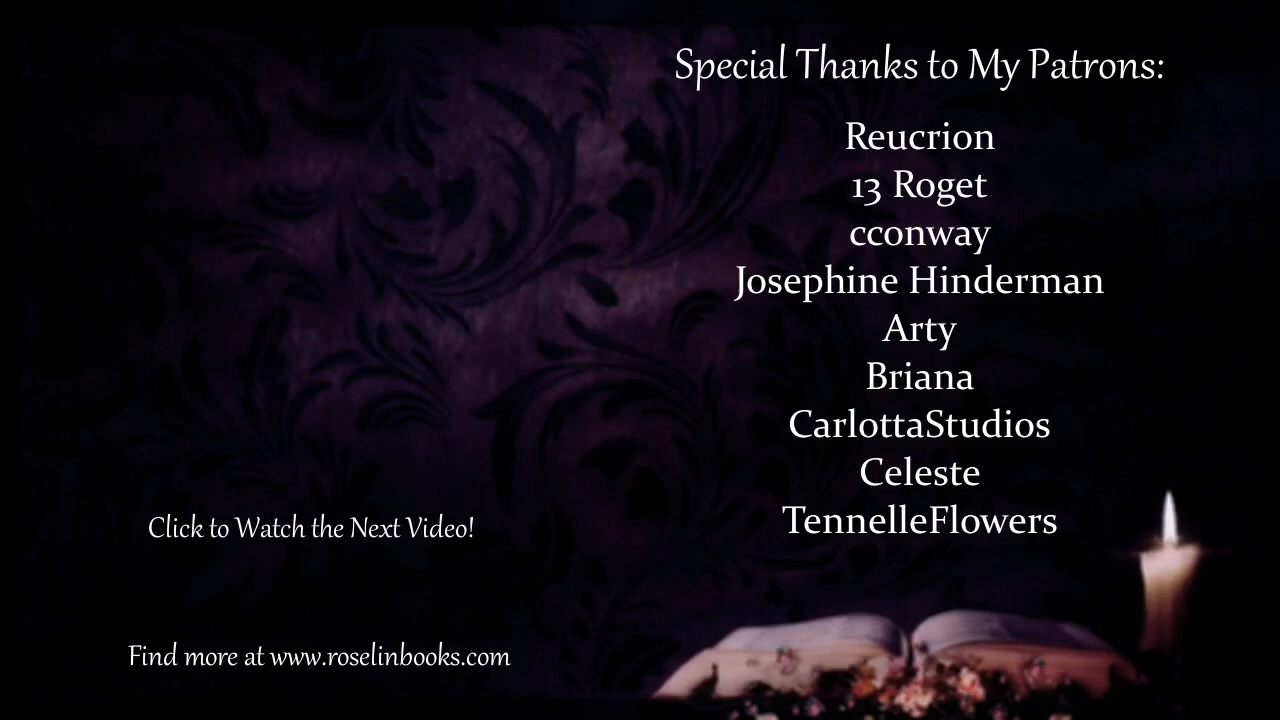 Special Thanks to My Patrons:
Reucrion
13 Roget
cconway
Josephine Hinderman
Arty
Briana
CarlottaStudios
Celeste
TennelleFlowers
Click to Watch the Next Video!
Find more at www.roselinbooks.com